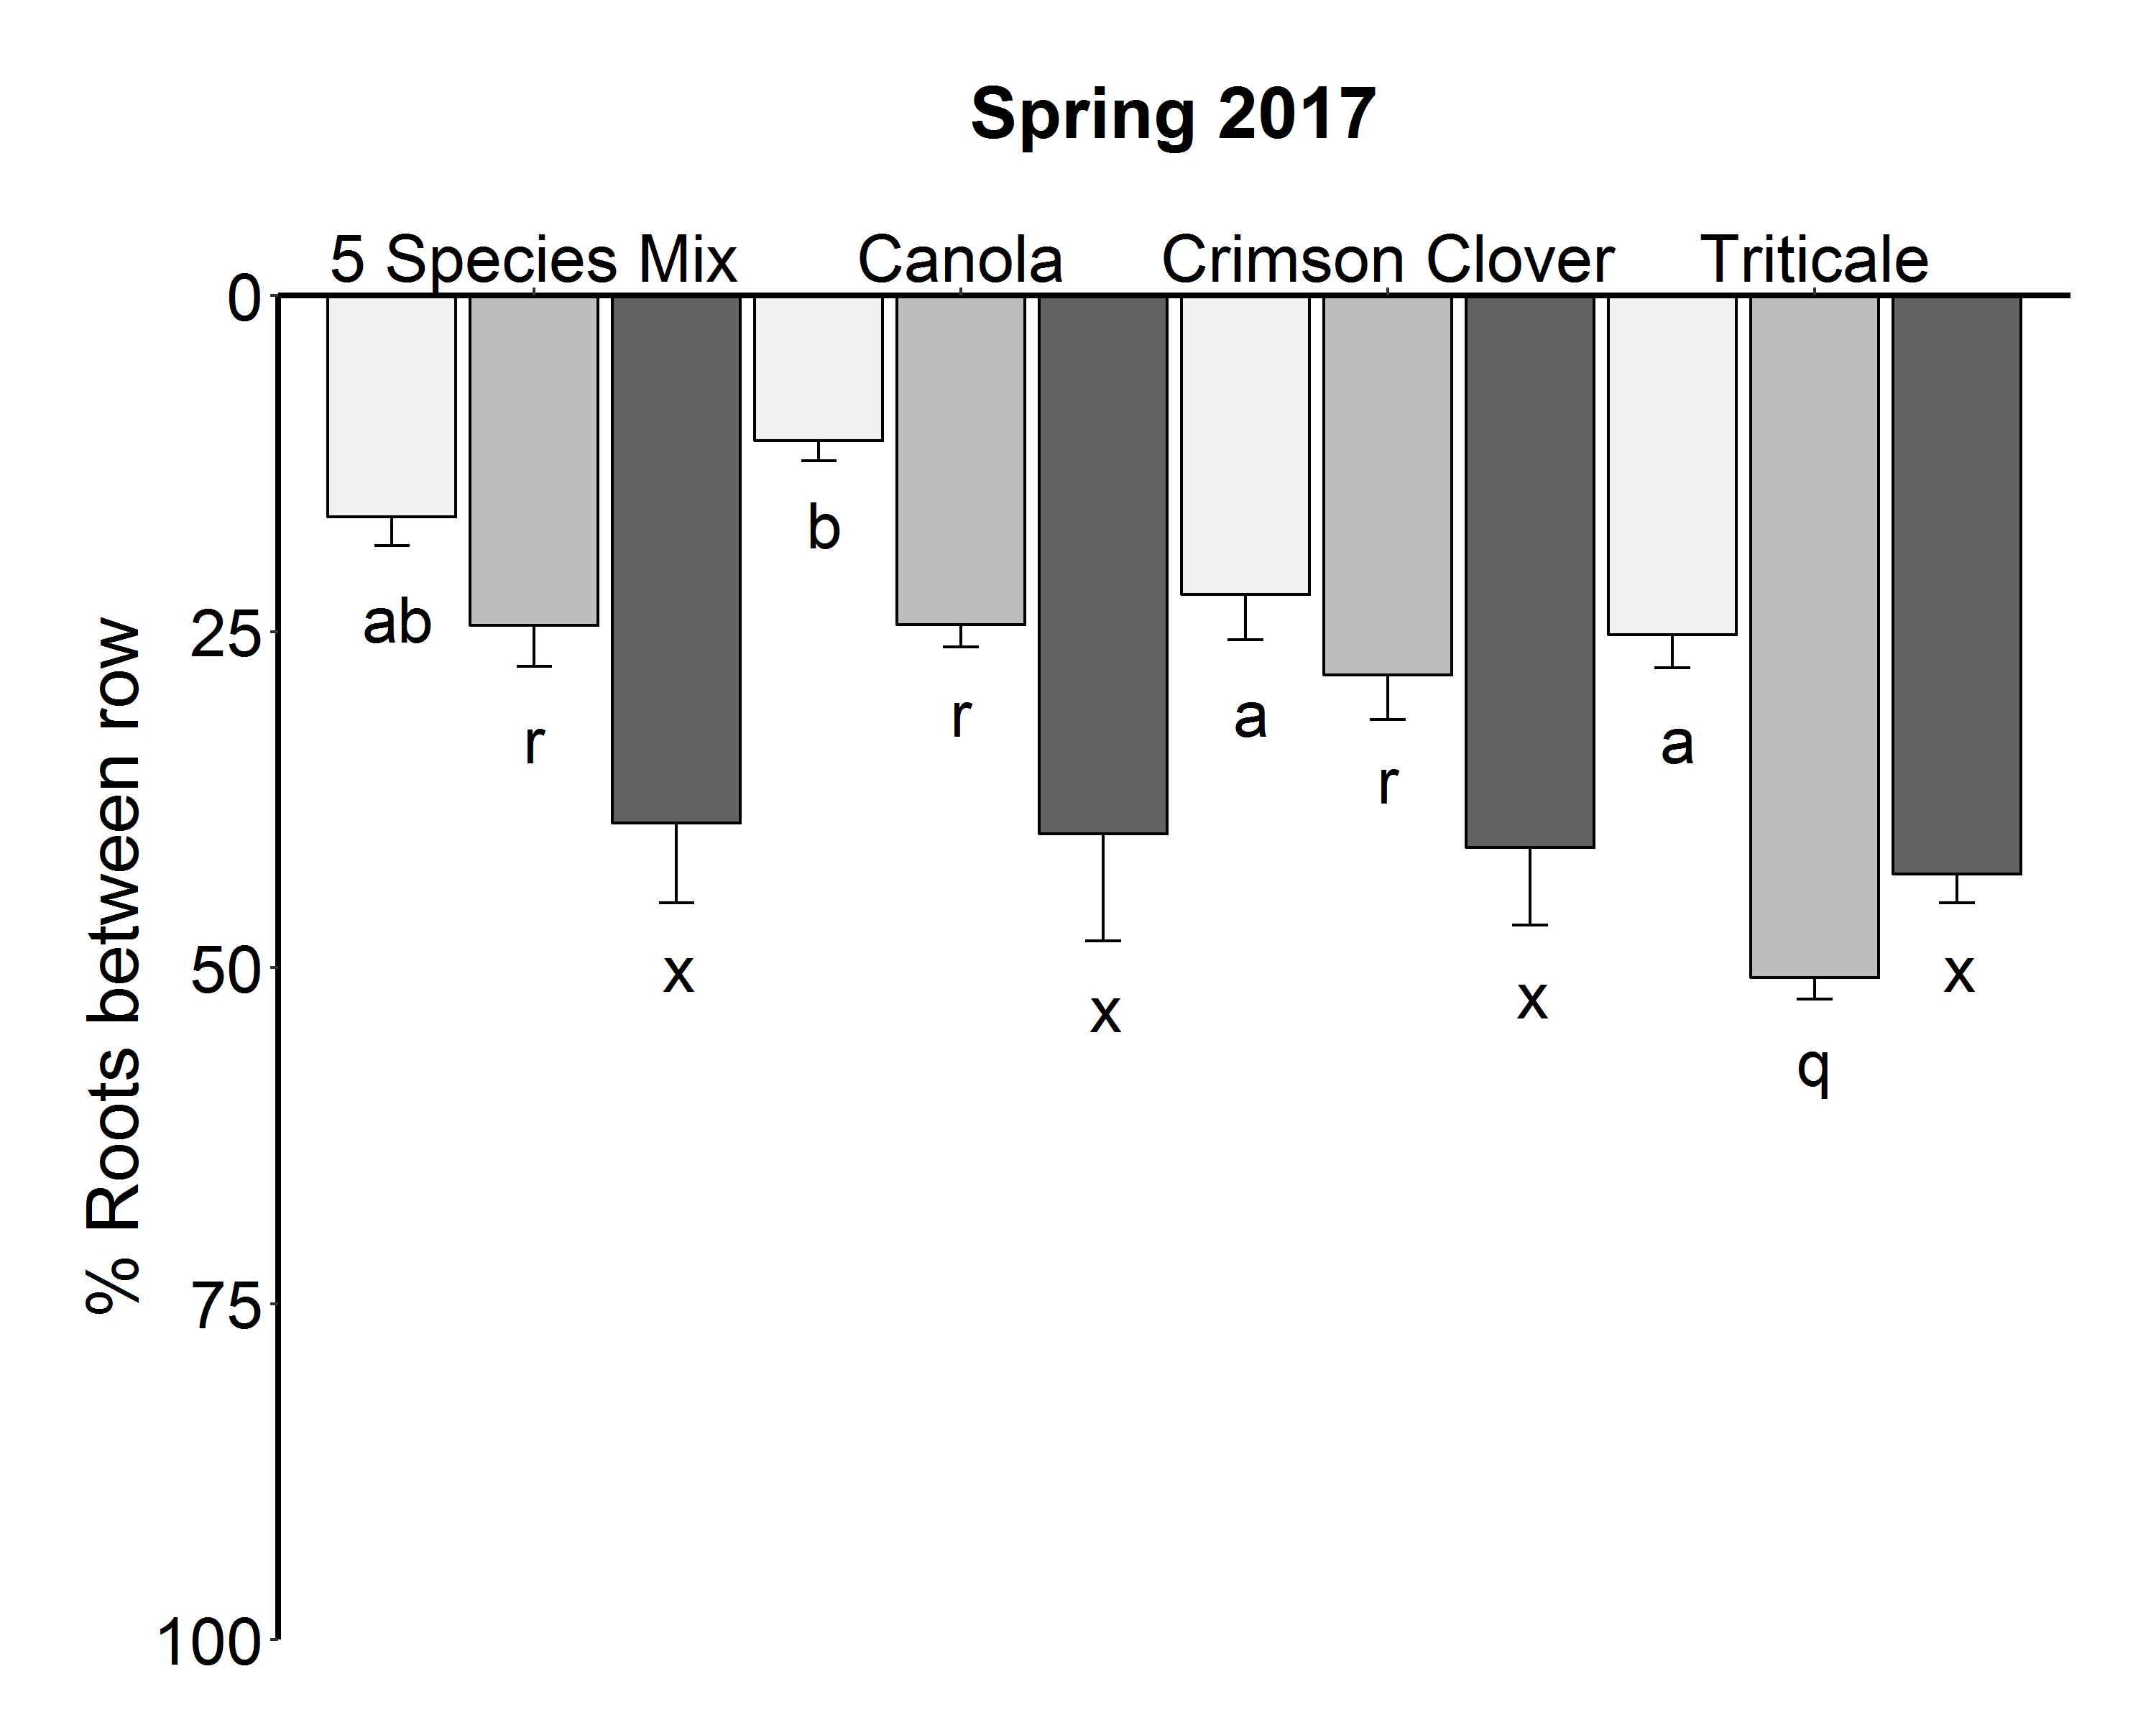 Spring 2017
5 Species Mix Canola Crimson Clover Triticale
0
25
50
75
100
% Roots between row
ab r x b r x a r x a q x